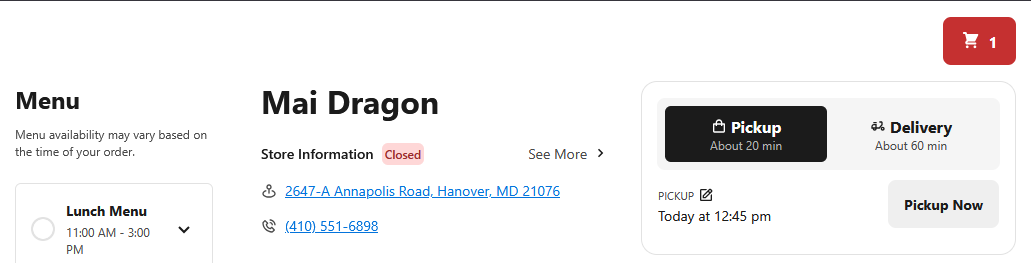 1
Menu
Menu availability may vary based on
the time of your order.
Lunch Menu
11:00 AM - 3:00
PM
Mai Dragon
Store Information Closed See More
2647-A Annapolis Road, Hanover, MD 21076
(410) 551-6898
Pickup
About 20 min
Delivery
About 60 min
PICKUP
Today at 12:45 pm
Pickup Now